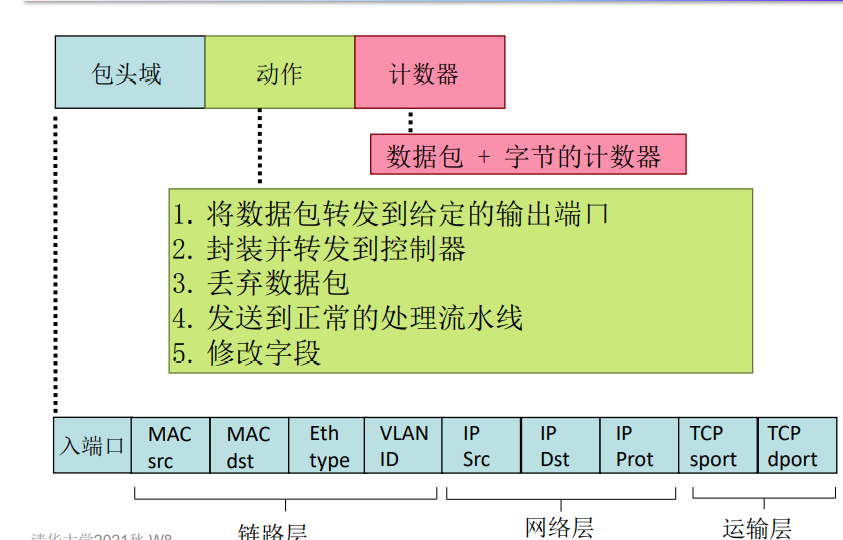 包头域 动作 计数器
数据包 + 字节的计数器
1. 将数据包转发到给定的输出端口
2. 封装并转发到控制器
3. 丢弃数据包
4. 发送到正常的处理流水线
5. 修改字段
入端口
MAC
src
MAC
dst
Eth
type
VLAN
ID
IP
Src
IP
Dst
IP
Prot
TCP
sport
TCP
dport
链路层 网络层 运输层
清华大学2021秋 W8